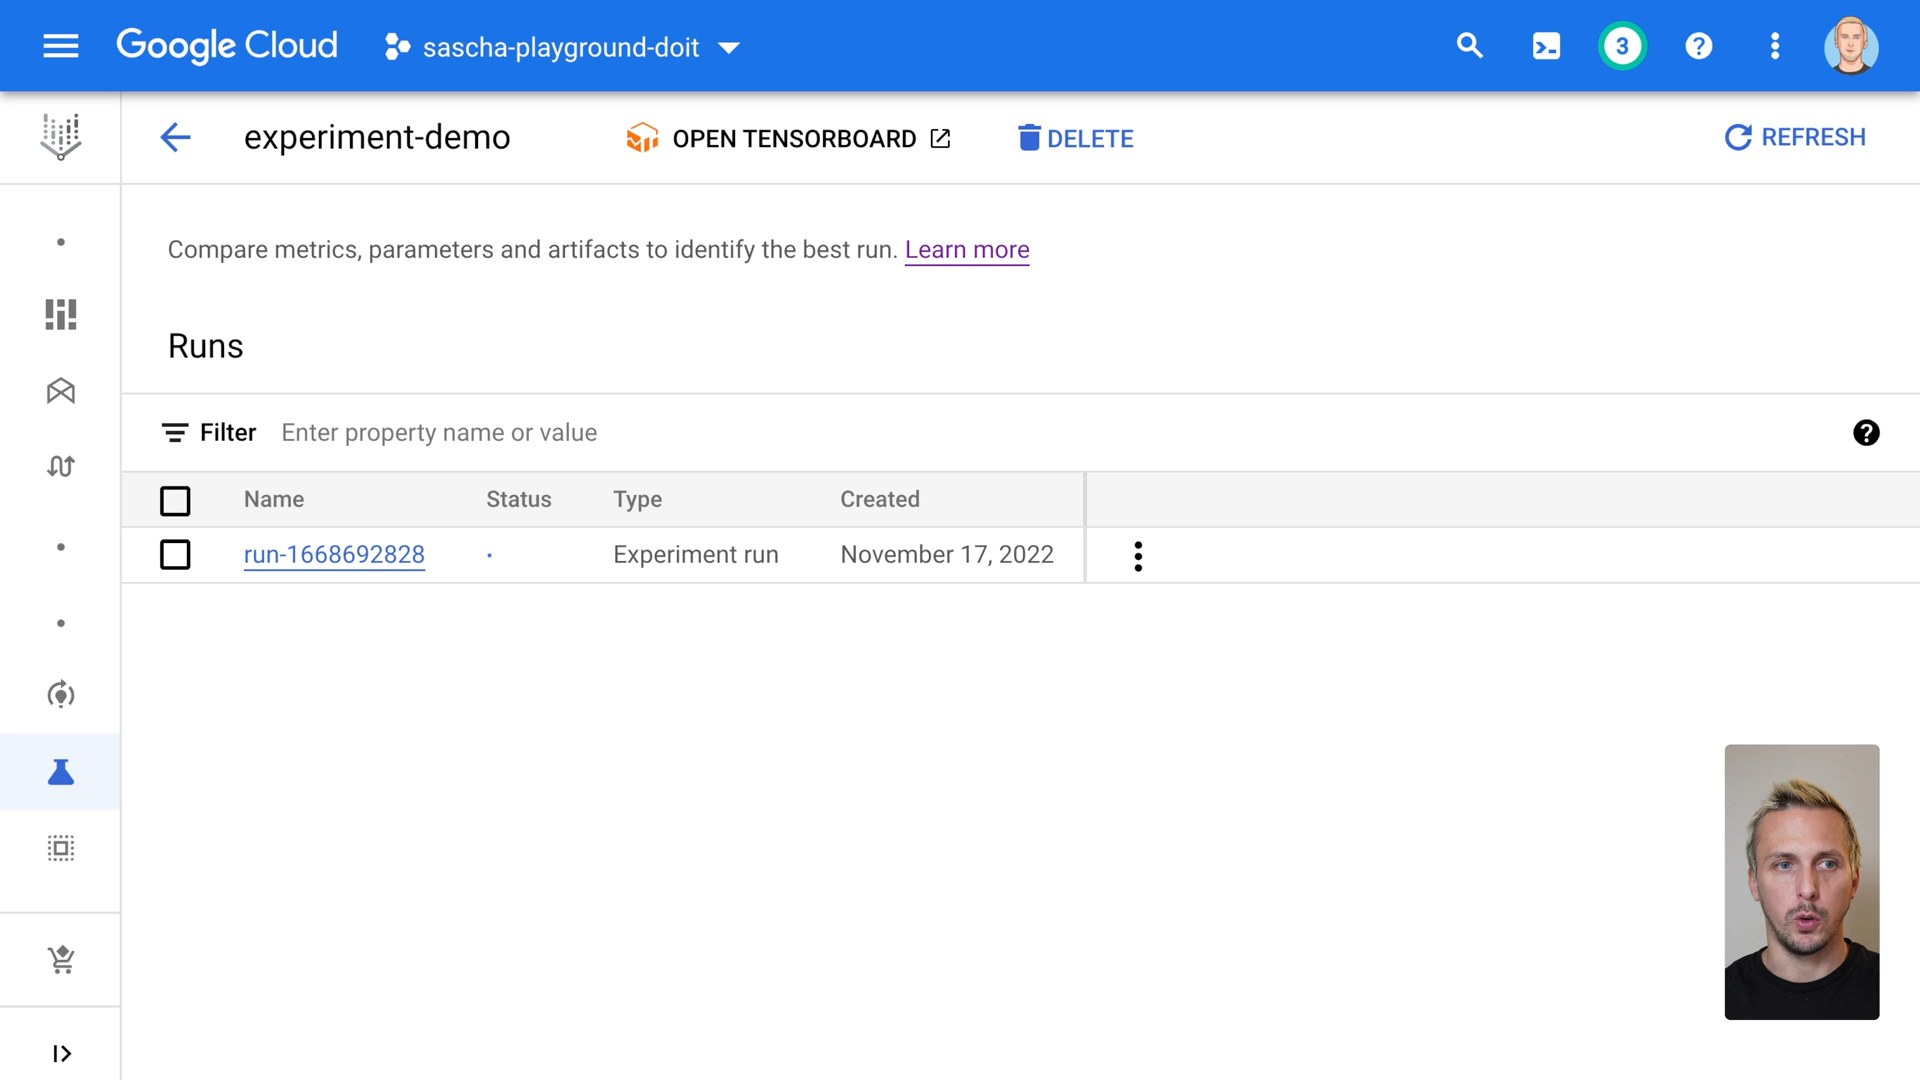 Google Cloud
sascha-playground-doit
3
experiment-demo
OPEN TENSORBOARD
DELETE
REFRESH
Compare metrics, parameters and artifacts to identify the best run. Learn more
Runs
Filter Enter property name or value
Name Status Type Created
run-1668692828 Experiment run November 17, 2022